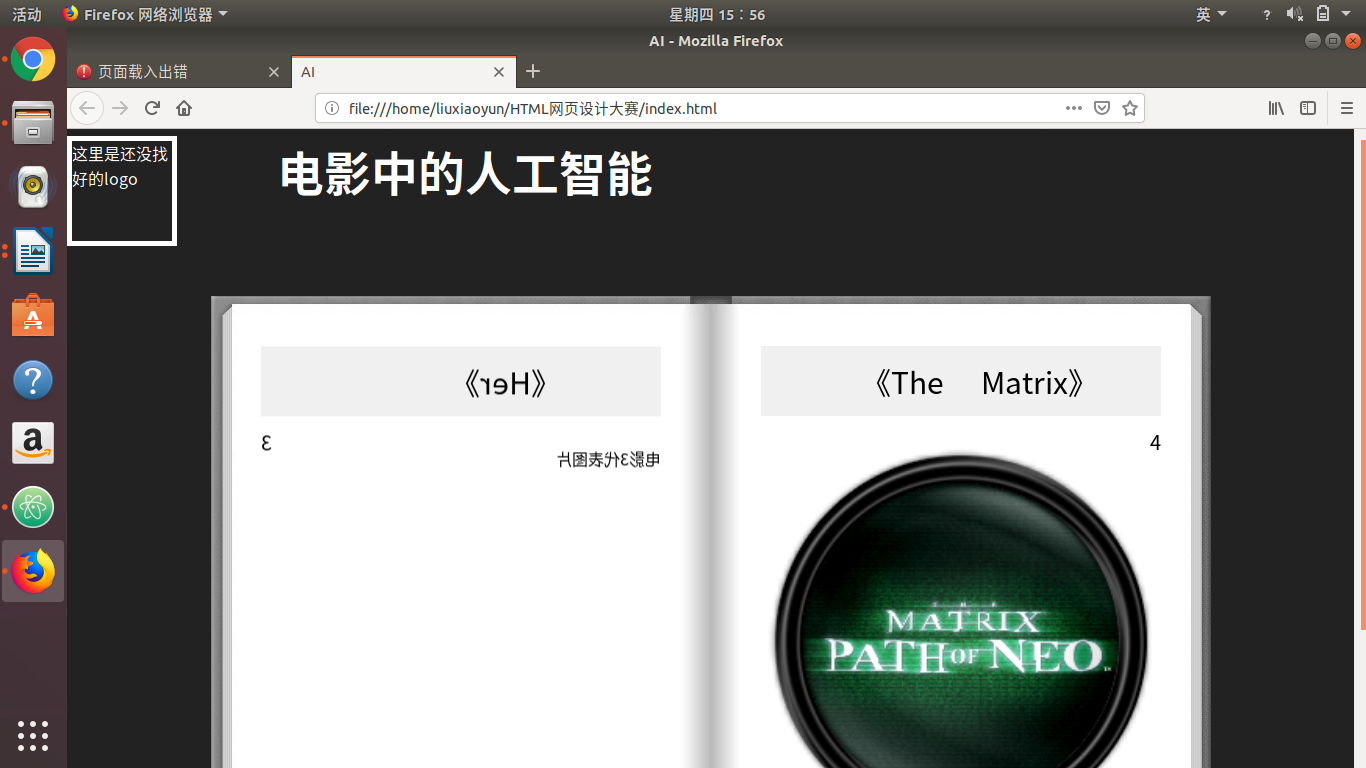 活动 Firefox 网络浏览器 星期四 15：56 英 ?
AI - Mozilla Firefox
页面载入出错 AI
file:///home/liuxiaoyun/HTML网页设计大赛/index.html
这里是还没找
好的logo
电影中的人工智能
《Her》
3
电影3代表图片
《The Matrix》
4
THE
MATRIX
PATH OF NEO